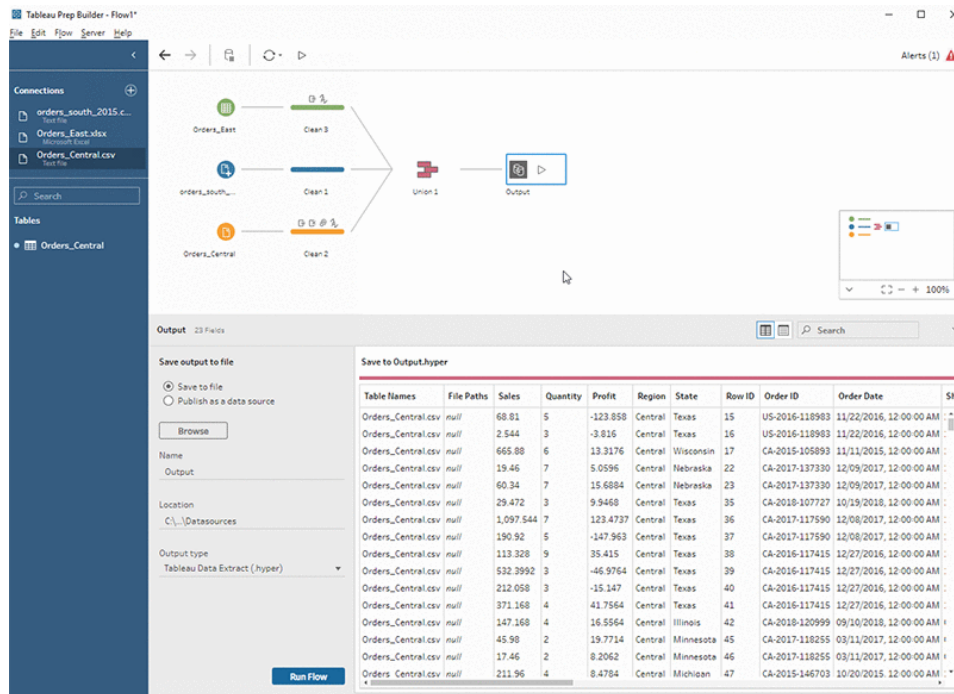 Tableau Prep Builder - Flow1*
File Edit Flow Server Help
Alerts (1)
Connections
orders_south_2015.c...
Text file
Orders_East.xlsx
Microsoft Excel
Orders_Central.csv
Text file
Search
Tables
Orders_Central
Orders_East
Clean 3
orders_south_...
Clean 1
Union 1
Output
Orders_Central
Clean 2
100%
Output 23 Fields
Search
Save output to file
Save to file
Publish as a data source
Browse
Name
Output
Location
C:\...\Datasources
Output type
Tableau Data Extract (.hyper)
Run Flow
Save to Output.hyper
Table Names File Paths Sales Quantity Profit Region State Row ID Order ID Order Date
Orders_Central.csv null 68.81 5 -123.858 Central Texas 15 US-2016-118983 11/22/2016, 12:00:00 AM
Orders_Central.csv null 2.544 3 -3.816 Central Texas 16 US-2016-118983 11/22/2016, 12:00:00 AM
Orders_Central.csv null 665.88 6 13.3176 Central Wisconsin 17 CA-2015-105893 11/11/2015, 12:00:00 AM
Orders_Central.csv null 19.46 7 5.0596 Central Nebraska 22 CA-2017-137330 12/09/2017, 12:00:00 AM
Orders_Central.csv null 60.34 7 15.6884 Central Nebraska 23 CA-2017-137330 12/09/2017, 12:00:00 AM
Orders_Central.csv null 29.472 3 9.9468 Central Texas 35 CA-2018-107727 10/19/2018, 12:00:00 AM
Orders_Central.csv null 1,097.544 7 123.4737 Central Texas 36 CA-2017-117590 12/08/2017, 12:00:00 AM
Orders_Central.csv null 190.92 5 -147.963 Central Texas 37 CA-2017-117590 12/08/2017, 12:00:00 AM
Orders_Central.csv null 113.328 9 35.415 Central Texas 38 CA-2016-117415 12/27/2016, 12:00:00 AM
Orders_Central.csv null 532.3992 3 -46.9764 Central Texas 39 CA-2016-117415 12/27/2016, 12:00:00 AM
Orders_Central.csv null 212.058 3 -15.147 Central Texas 40 CA-2016-117415 12/27/2016, 12:00:00 AM
Orders_Central.csv null 371.168 4 41.7564 Central Texas 41 CA-2016-117415 12/27/2016, 12:00:00 AM
Orders_Central.csv null 147.168 4 16.5564 Central Illinois 42 CA-2018-120999 09/10/2018, 12:00:00 AM
Orders_Central.csv null 45.98 2 19.7714 Central Minnesota 45 CA-2017-118255 03/11/2017, 12:00:00 AM
Orders_Central.csv null 17.46 2 8.2062 Central Minnesota 46 CA-2017-118255 03/11/2017, 12:00:00 AM
Orders_Central.csv null 211.96 4 8.4784 Central Michigan 47 CA-2015-146703 10/20/2015, 12:00:00 AM